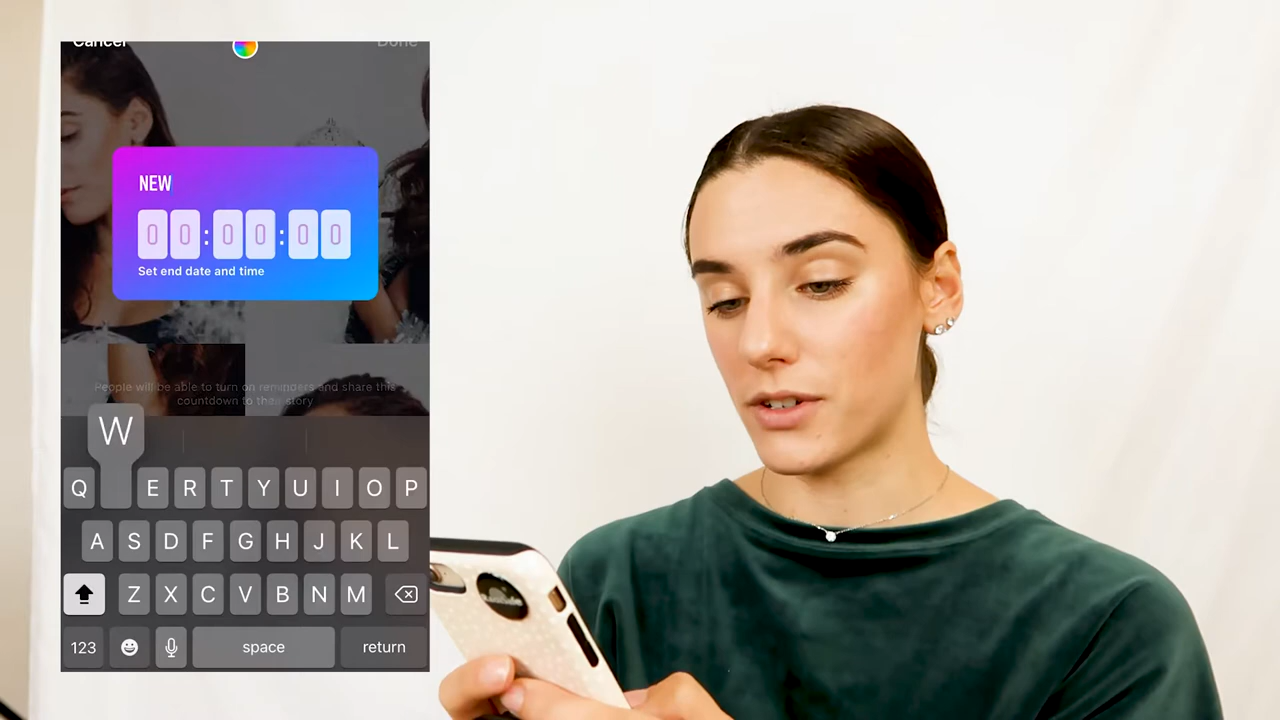 Cancel
Done
NEW
00:00:00
Set end date and time
People will be able to turn on reminders and share this
countdown to their story
W
Q E R T Y U I O P
A S D F G H J K L
Z X C V B N M
123 space return